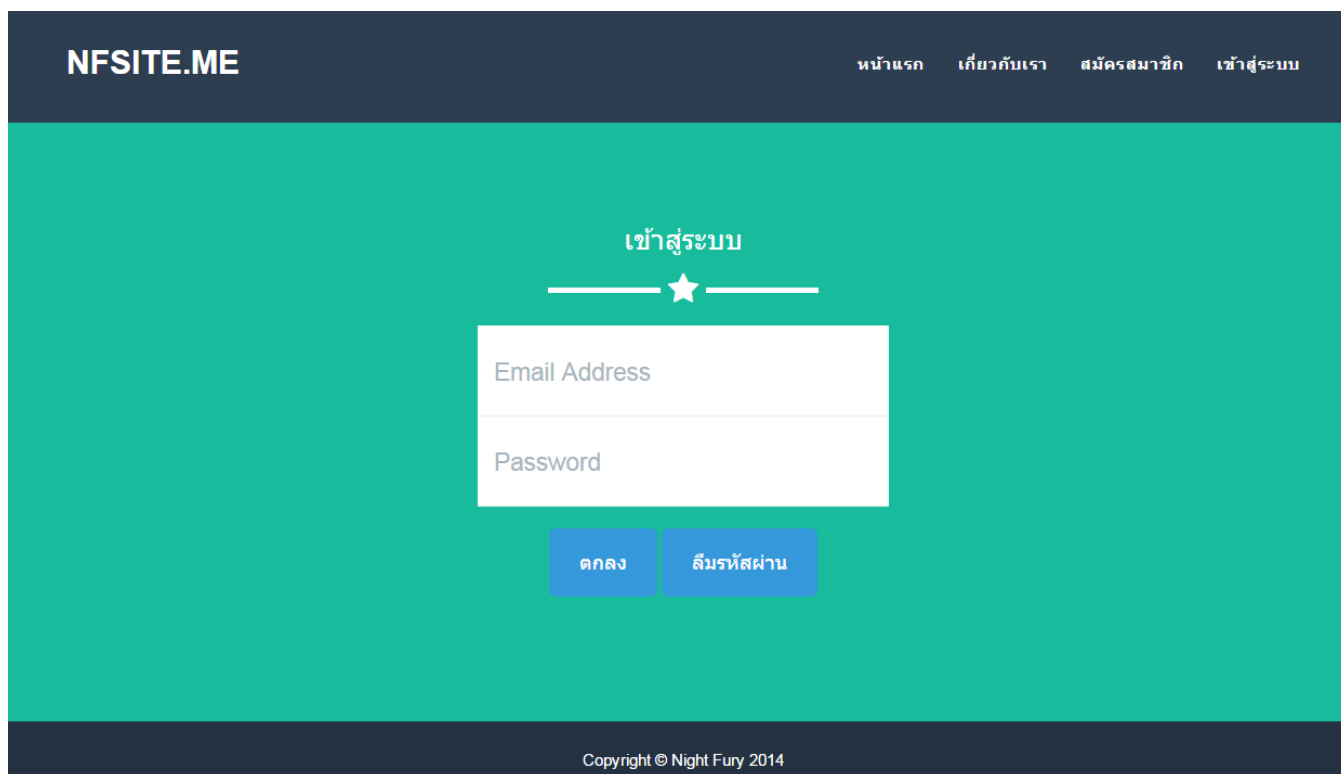 NFSITE.ME
หน้าแรก เกี่ยวกับเรา สมัครสมาชิก เข้าสู่ระบบ
เข้าสู่ระบบ
Email Address
Password
ตกลง ลืมรหัสผ่าน
Copyright © Night Fury 2014